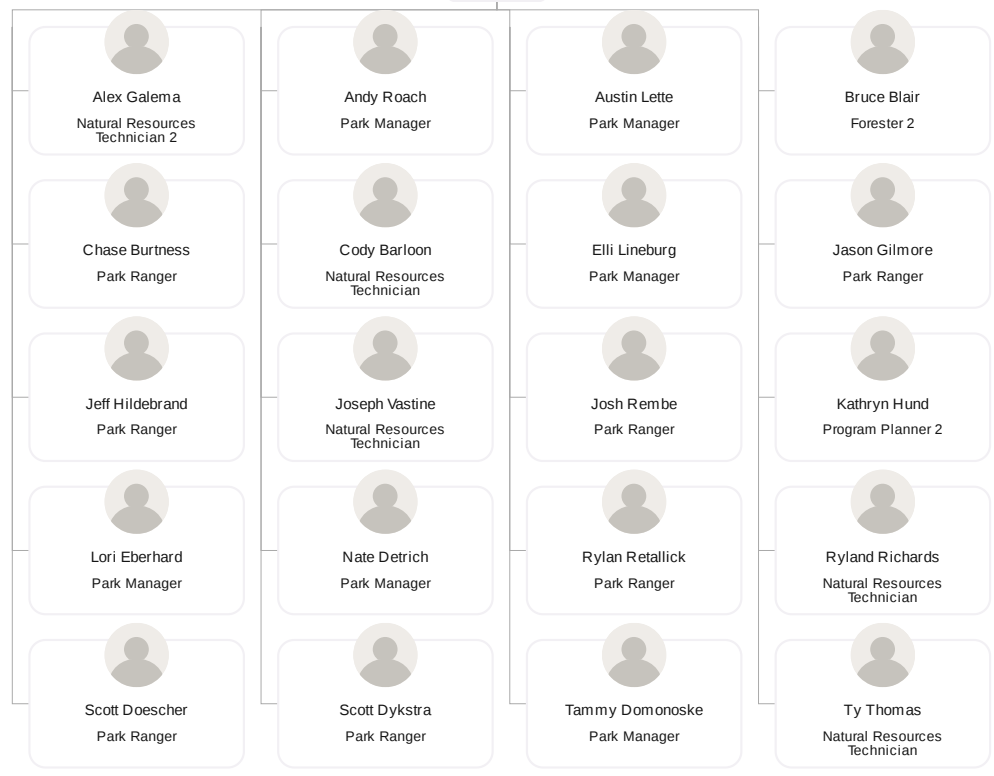 Alex Galema
Natural Resources
Technician 2
Andy Roach
Park Manager
Austin Lette
Park Manager
Bruce Blair
Forester 2
Chase Burtness
Park Ranger
Cody Barloon
Natural Resources
Technician
Elli Lineburg
Park Manager
Jason Gilmore
Park Ranger
Jeff Hildebrand
Park Ranger
Joseph Vastine
Natural Resources
Technician
Josh Rembe
Park Ranger
Kathryn Hund
Program Planner 2
Lori Eberhard
Park Manager
Nate Detrich
Park Manager
Rylan Retallick
Park Ranger
Ryland Richards
Natural Resources
Technician
Scott Doescher
Park Ranger
Scott Dykstra
Park Ranger
Tammy Domonoske
Park Manager
Ty Thomas
Natural Resources
Technician